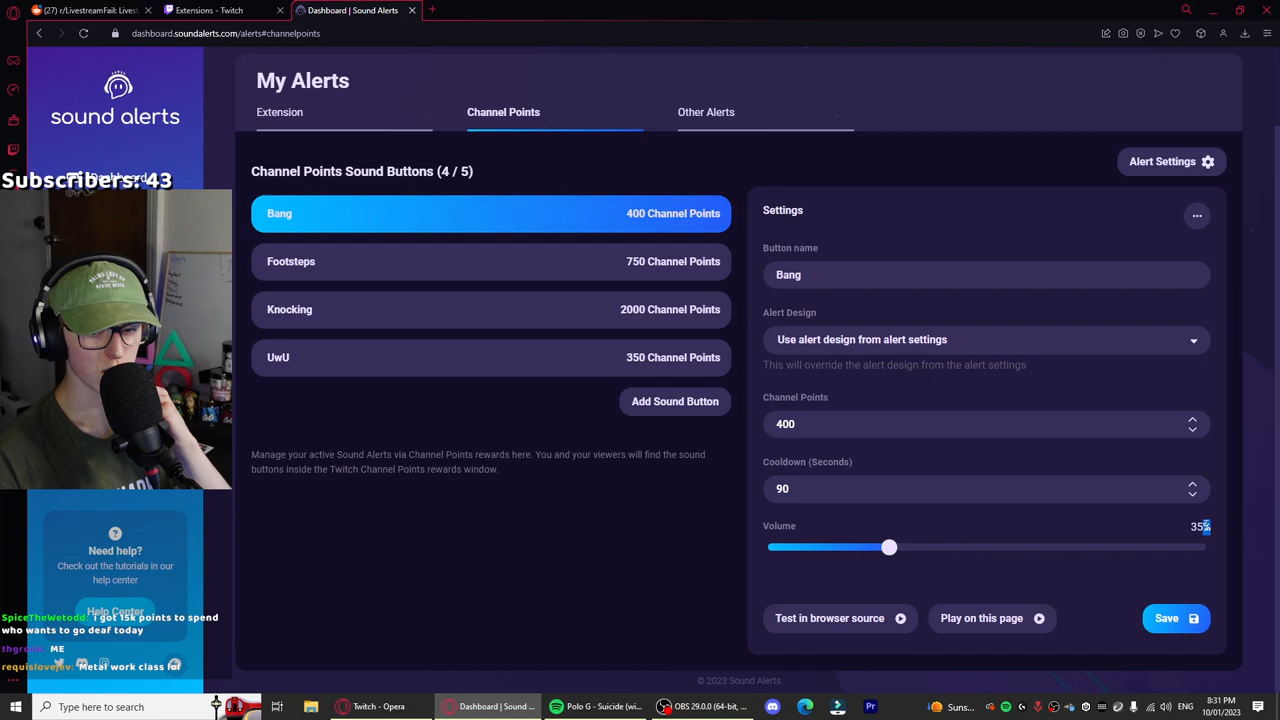 (27) r/LivestreamFail: Livest
Extensions - Twitch
Dashboard | Sound Alerts
dashboard.soundalerts.com/alerts#channelpoints
sound alerts
Dashboard
Subscribers: 43
My Alerts
Extension
Channel Points
Other Alerts
Channel Points Sound Buttons (4 / 5)
Alert Settings
Bang 400 Channel Points
Footsteps 750 Channel Points
Knocking 2000 Channel Points
UwU 350 Channel Points
Add Sound Button
Manage your active Sound Alerts via Channel Points rewards here. You and your viewers will find the sound
buttons inside the Twitch Channel Points rewards window.
Settings
Button name
Bang
Alert Design
Use alert design from alert settings
This will override the alert design from the alert settings
Channel Points
400
Cooldown (Seconds)
90
Volume 35%
Test in browser source
Play on this page
Save
Need help?
Check out the tutorials in our
help center
Help Center
SpiceTheWetodd: i got 15k points to spend
who wants to go deaf today
ME
requislovejev: Metal work class lol
© 2023 Sound Alerts
Type here to search
Twitch - Opera
Dashboard | Sound ...
Polo G - Suicide (wi...
OBS 29.0.0 (64-bit, ...
Suns...
ENG
8:31 PM
10/01/2023